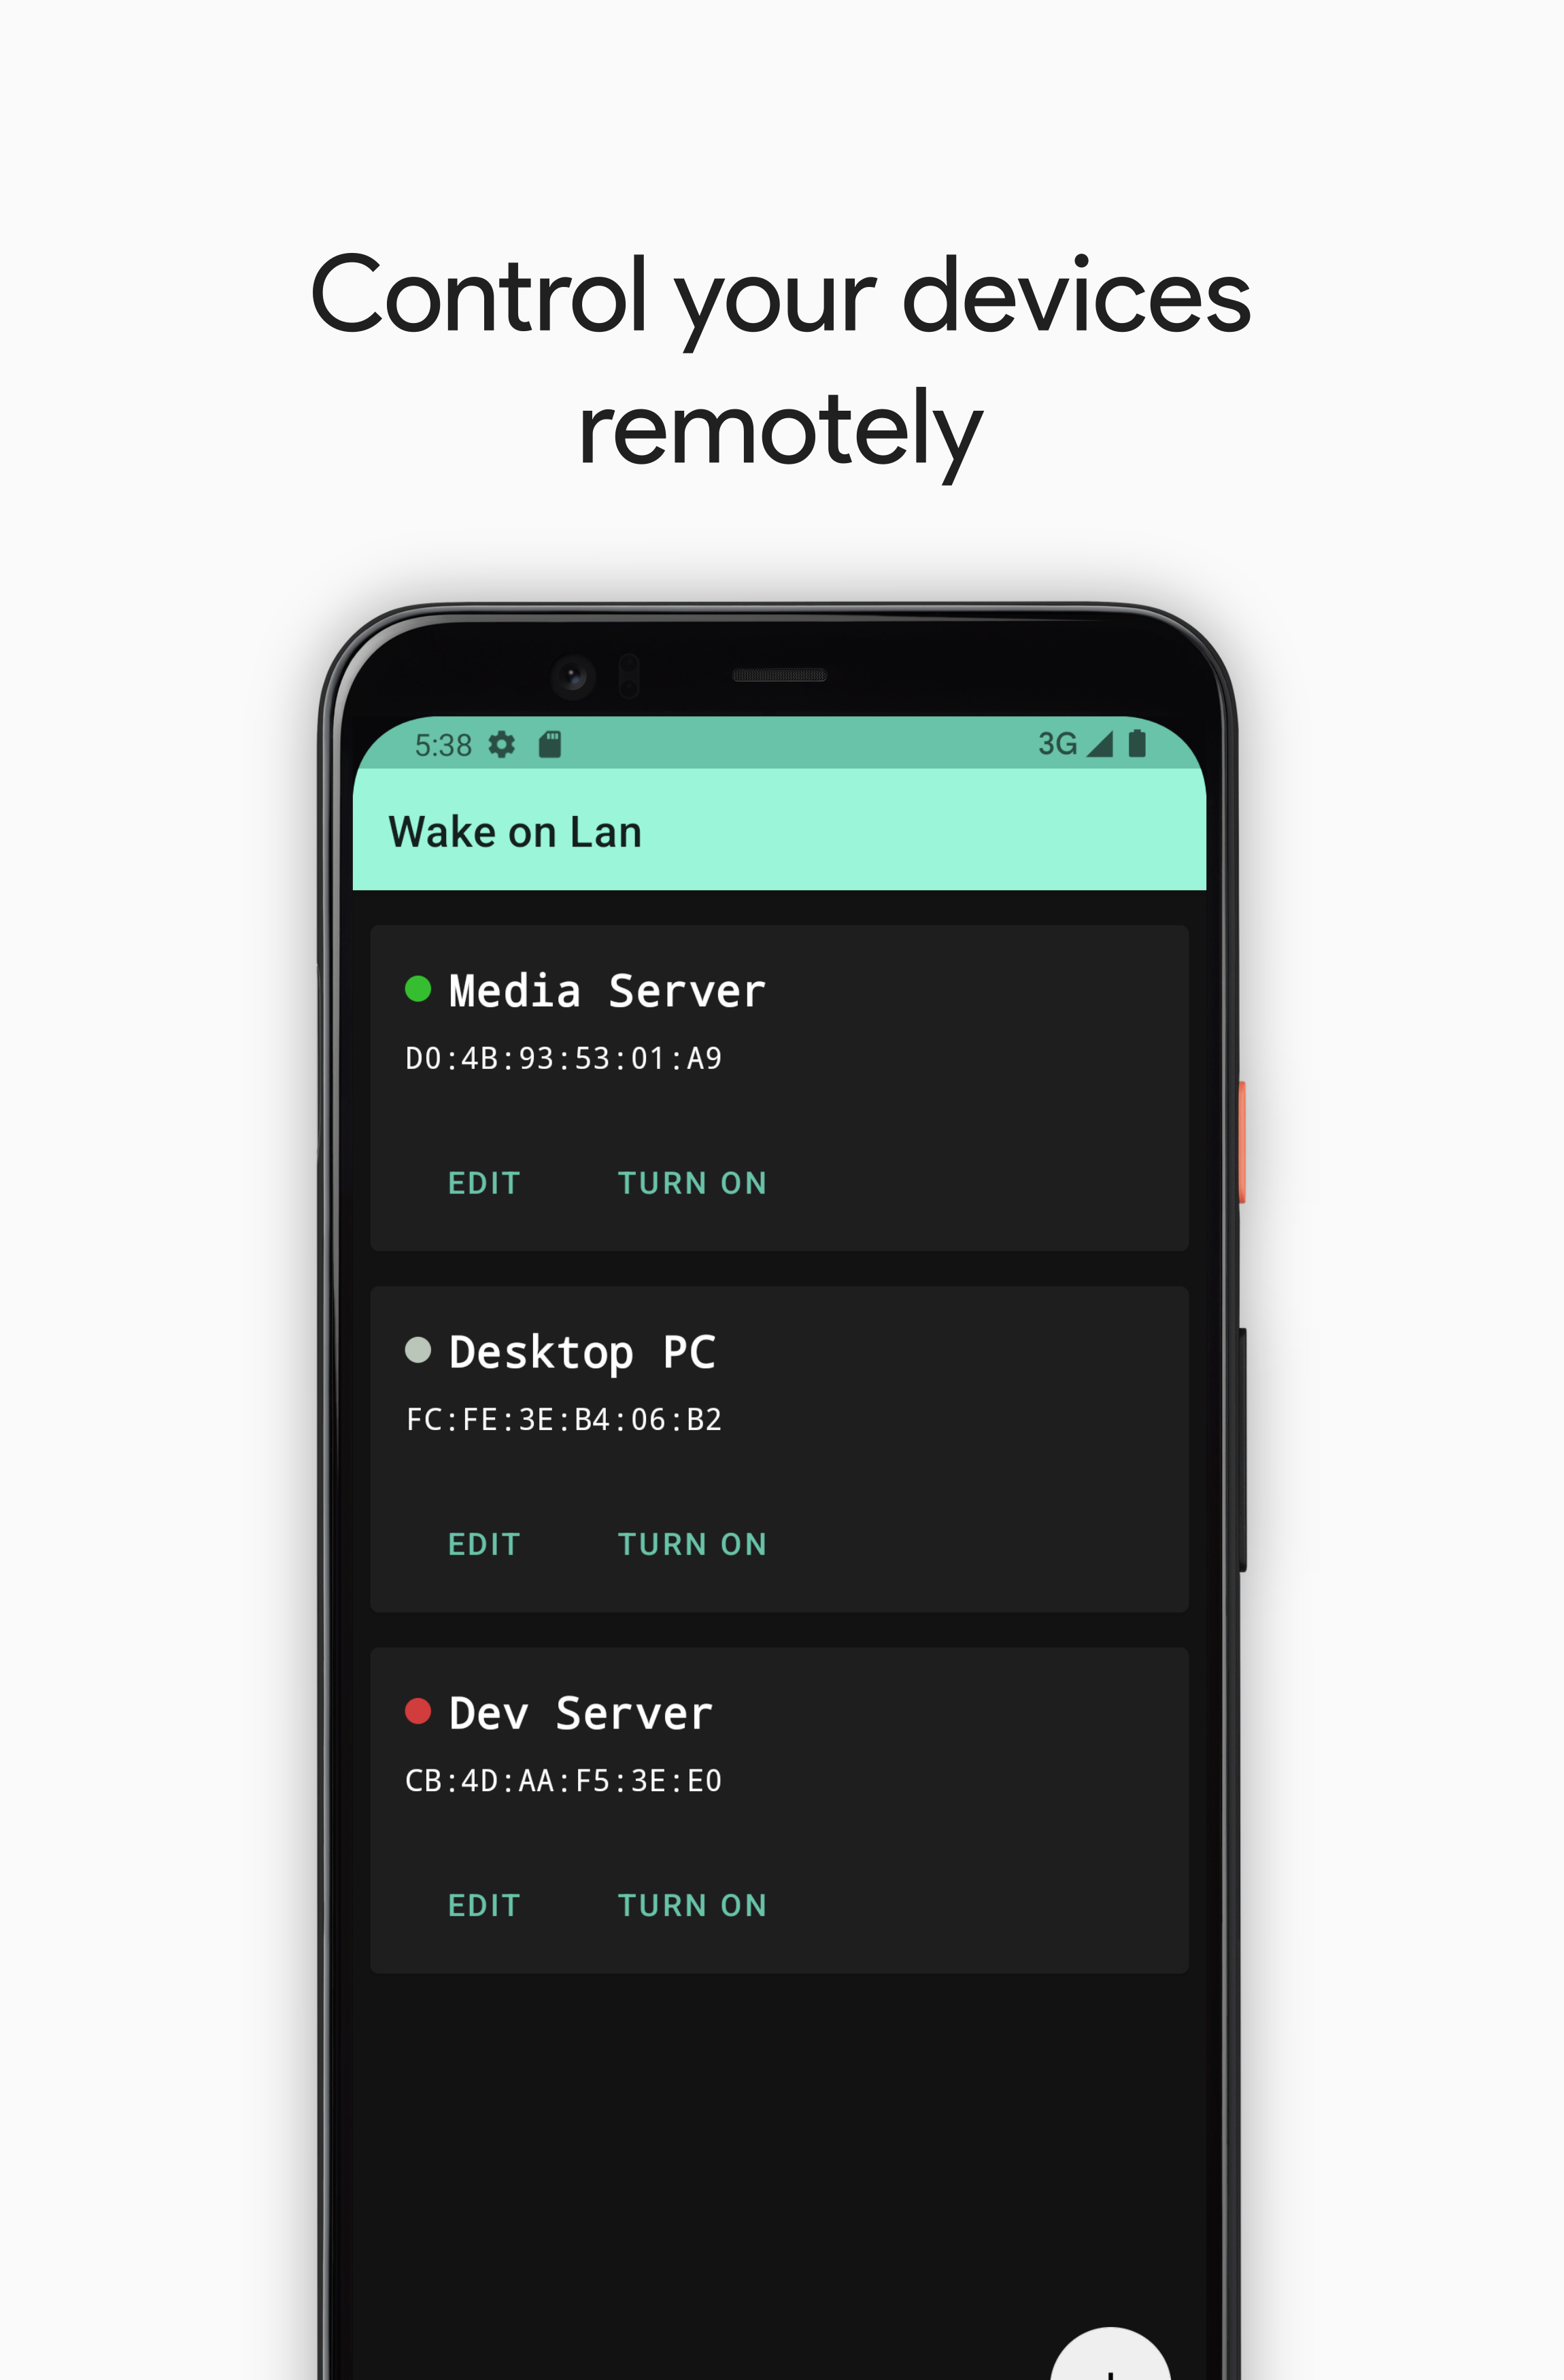 Control your devices
remotely
5:38 3G
Wake on Lan
Media Server
D0:4B:93:53:01:A9
EDIT TURN ON
Desktop PC
FC:FE:3E:B4:06:B2
EDIT TURN ON
Dev Server
CB:4D:AA:F5:3E:E0
EDIT TURN ON